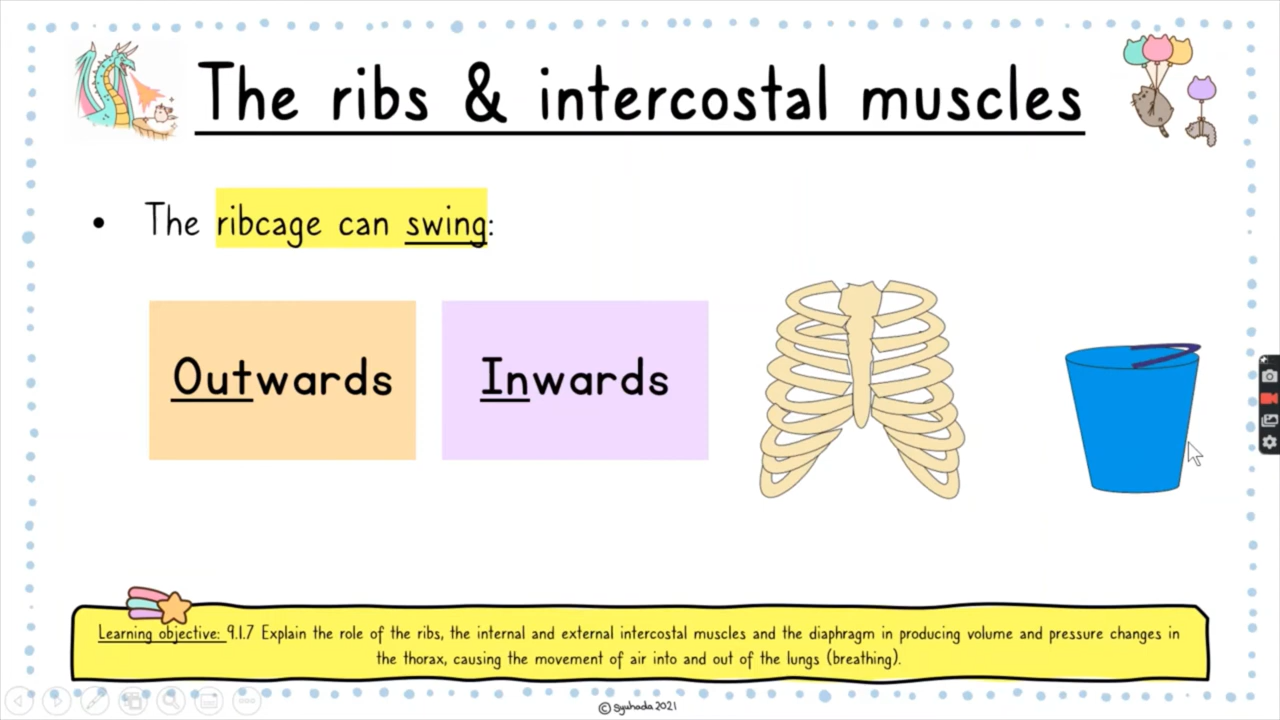 The ribs & intercostal muscles
• The ribcage can swing:
Outwards
Inwards
Learning objective: 9.1.7 Explain the role of the ribs, the internal and external intercostal muscles and the diaphragm in producing volume and pressure changes in
the thorax, causing the movement of air into and out of the lungs (breathing).
© Syuhada 2021